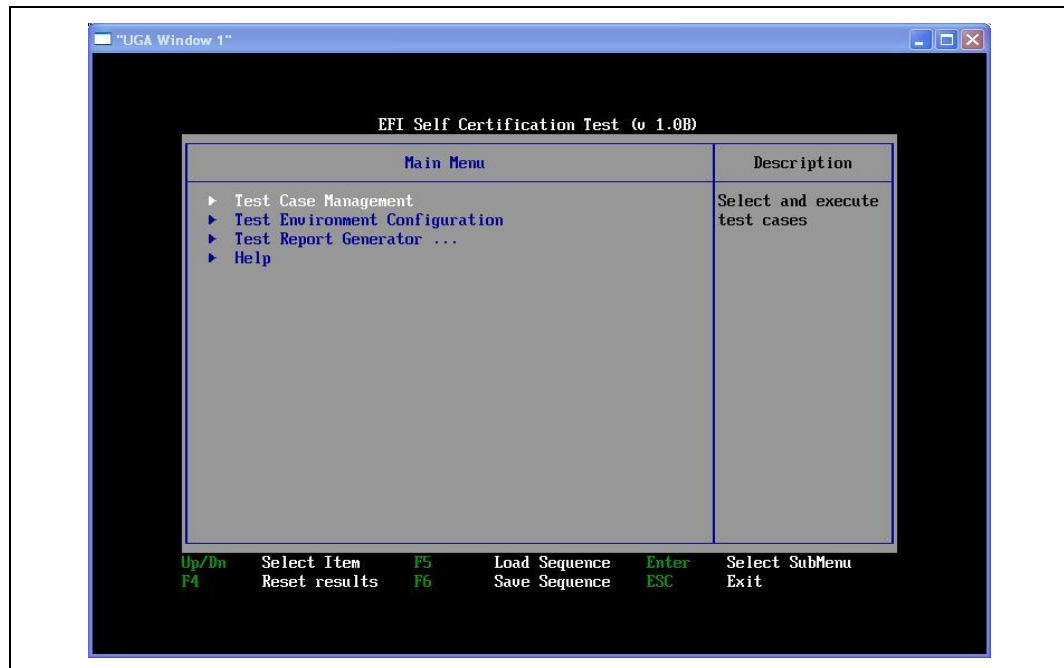 "UGA Window 1"
EFI Self Certification Test (v 1.0B)
Main Menu
Description
Test Case Management
Test Environment Configuration
Test Report Generator ...
Help
Select and execute
test cases
Up/Dn Select Item F5 Load Sequence Enter Select SubMenu
F4 Reset results F6 Save Sequence ESC Exit